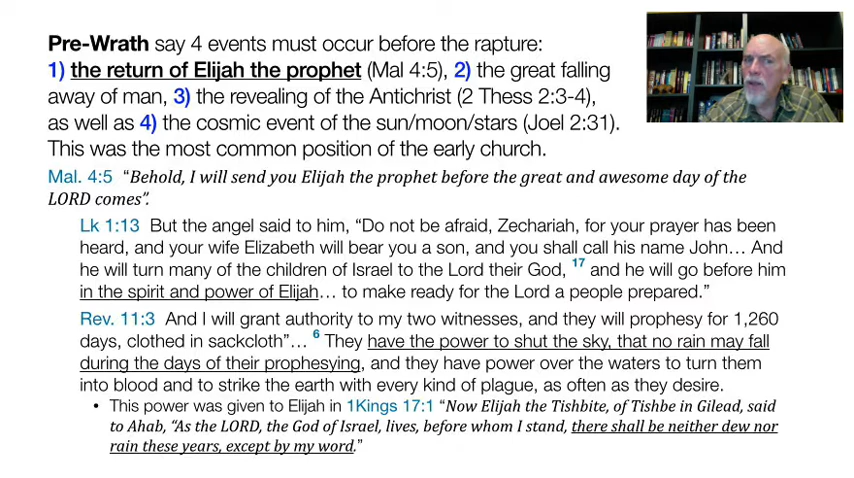 Pre-Wrath say 4 events must occur before the rapture:
1) the return of Elijah the prophet (Mal 4:5), 2) the great falling
away of man, 3) the revealing of the Antichrist (2 Thess 2:3-4),
as well as 4) the cosmic event of the sun/moon/stars (Joel 2:31).
This was the most common position of the early church.
Mal. 4:5 “Behold, I will send you Elijah the prophet before the great and awesome day of the
LORD comes”.
Lk 1:13 But the angel said to him, “Do not be afraid, Zechariah, for your prayer has been
heard, and your wife Elizabeth will bear you a son, and you shall call his name John… And
he will turn many of the children of Israel to the Lord their God, 17 and he will go before him
in the spirit and power of Elijah… to make ready for the Lord a people prepared.”
Rev. 11:3 And I will grant authority to my two witnesses, and they will prophesy for 1,260
days, clothed in sackcloth”… 6 They have the power to shut the sky, that no rain may fall
during the days of their prophesying, and they have power over the waters to turn them
into blood and to strike the earth with every kind of plague, as often as they desire.
• This power was given to Elijah in 1Kings 17:1 “Now Elijah the Tishbite, of Tishbe in Gilead, said
to Ahab, “As the LORD, the God of Israel, lives, before whom I stand, there shall be neither dew nor
rain these years, except by my word.”